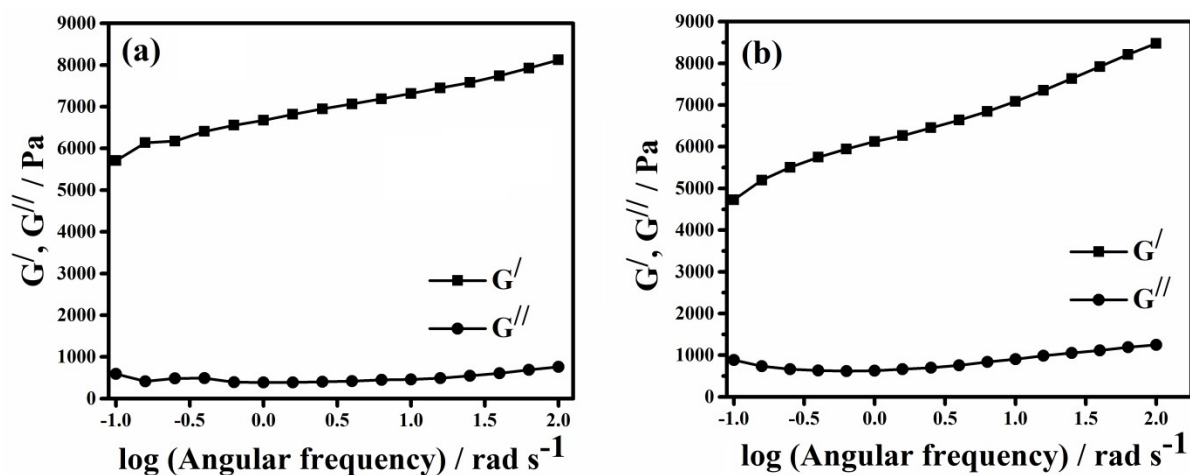 (a)
G/, G// / Pa
9000
8000
7000
6000
5000
4000
3000
2000
1000
0
G/
G//
-1.0 -0.5 0.0 0.5 1.0 1.5 2.0
log (Angular frequency) / rad s-1
(b)
G/, G// / Pa
9000
8000
7000
6000
5000
4000
3000
2000
1000
0
G/
G//
-1.0 -0.5 0.0 0.5 1.0 1.5 2.0
log (Angular frequency) / rad s-1